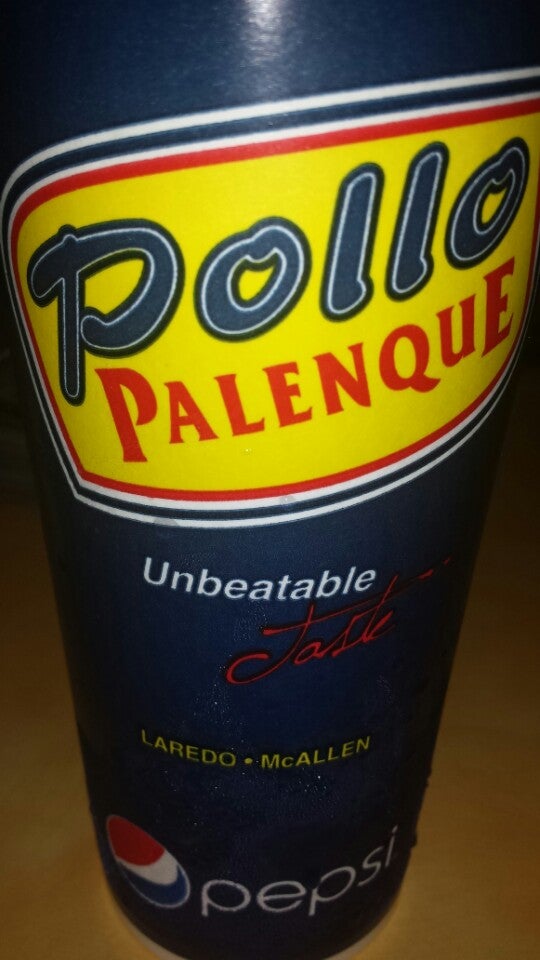 Pollo
PALENQUE
Unbeatable
Taste
LAREDO • McALLEN
pepsi